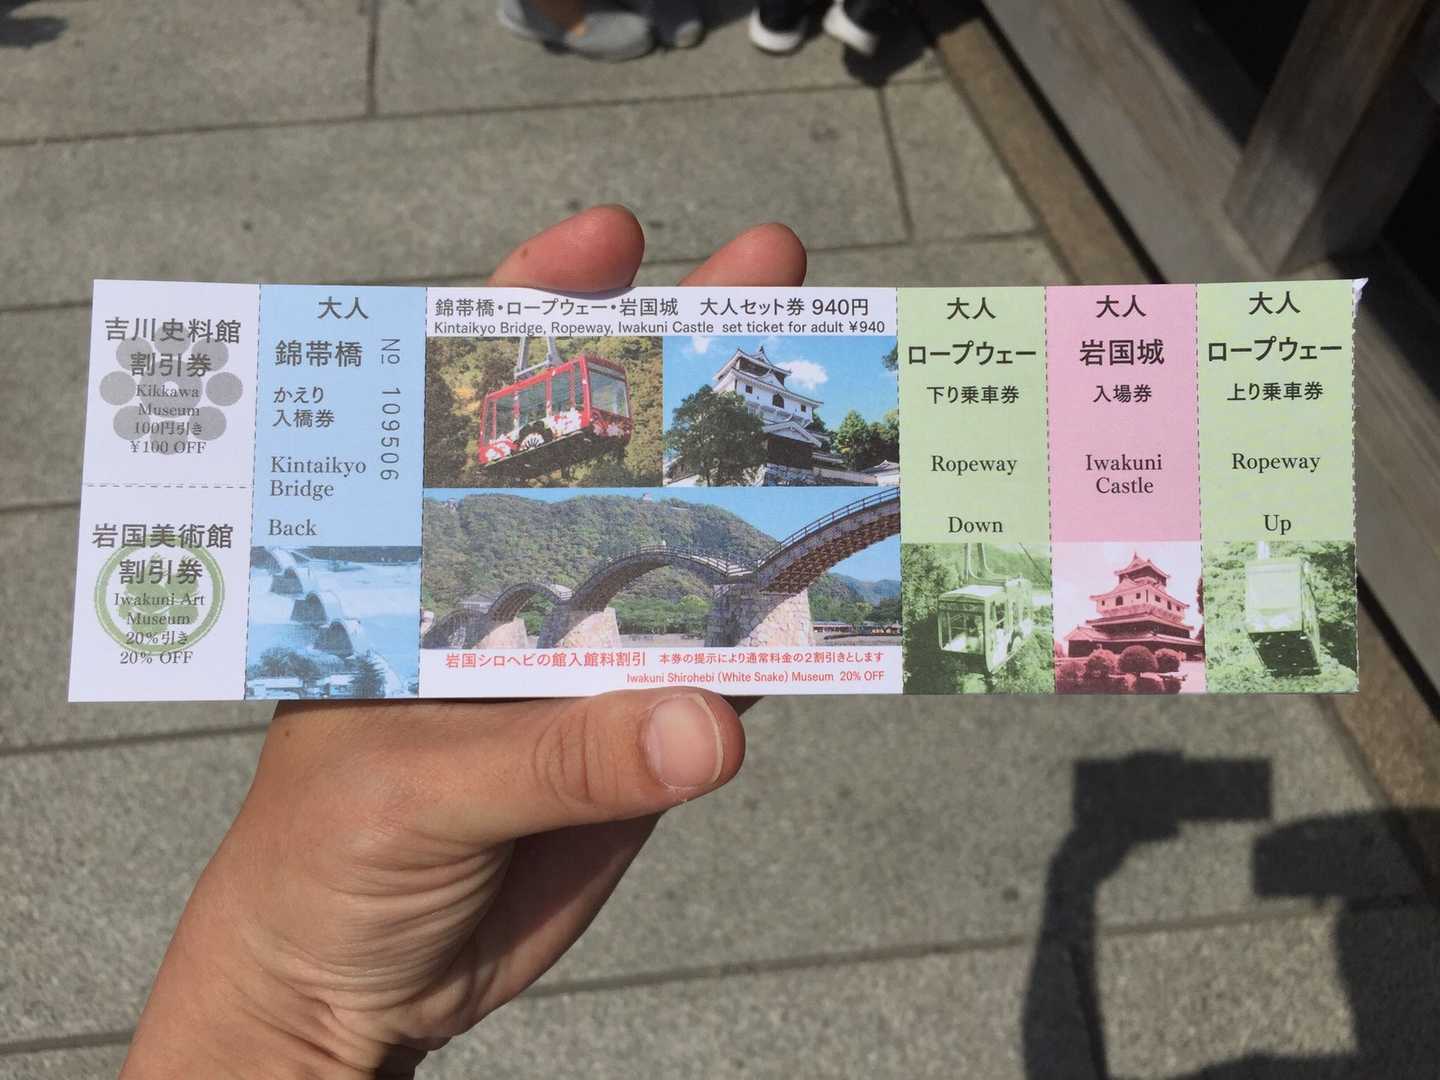 吉川史料館
割引券
Kikkawa
Museum
100円引き
¥100 OFF
岩国美術館
割引券
Iwakuni Art
Museum
20%引き
20% OFF
大人
錦帯橋
かえり
入橋券
Kintaikyo
Bridge
Back
No 109506
錦帯橋・ロープウェー・岩国城 大人セット券 940円
Kintaikyo Bridge, Ropeway, Iwakuni Castle set ticket for adult ¥940
岩国シロヘビの館入館料割引 本券の提示により通常料金の2割引きとします
Iwakuni Shirohebi (White Snake) Museum 20% OFF
大人
ロープウェー
下り乗車券
Ropeway
Down
大人
岩国城
入場券
Iwakuni
Castle
大人
ロープウェー
上り乗車券
Ropeway
Up